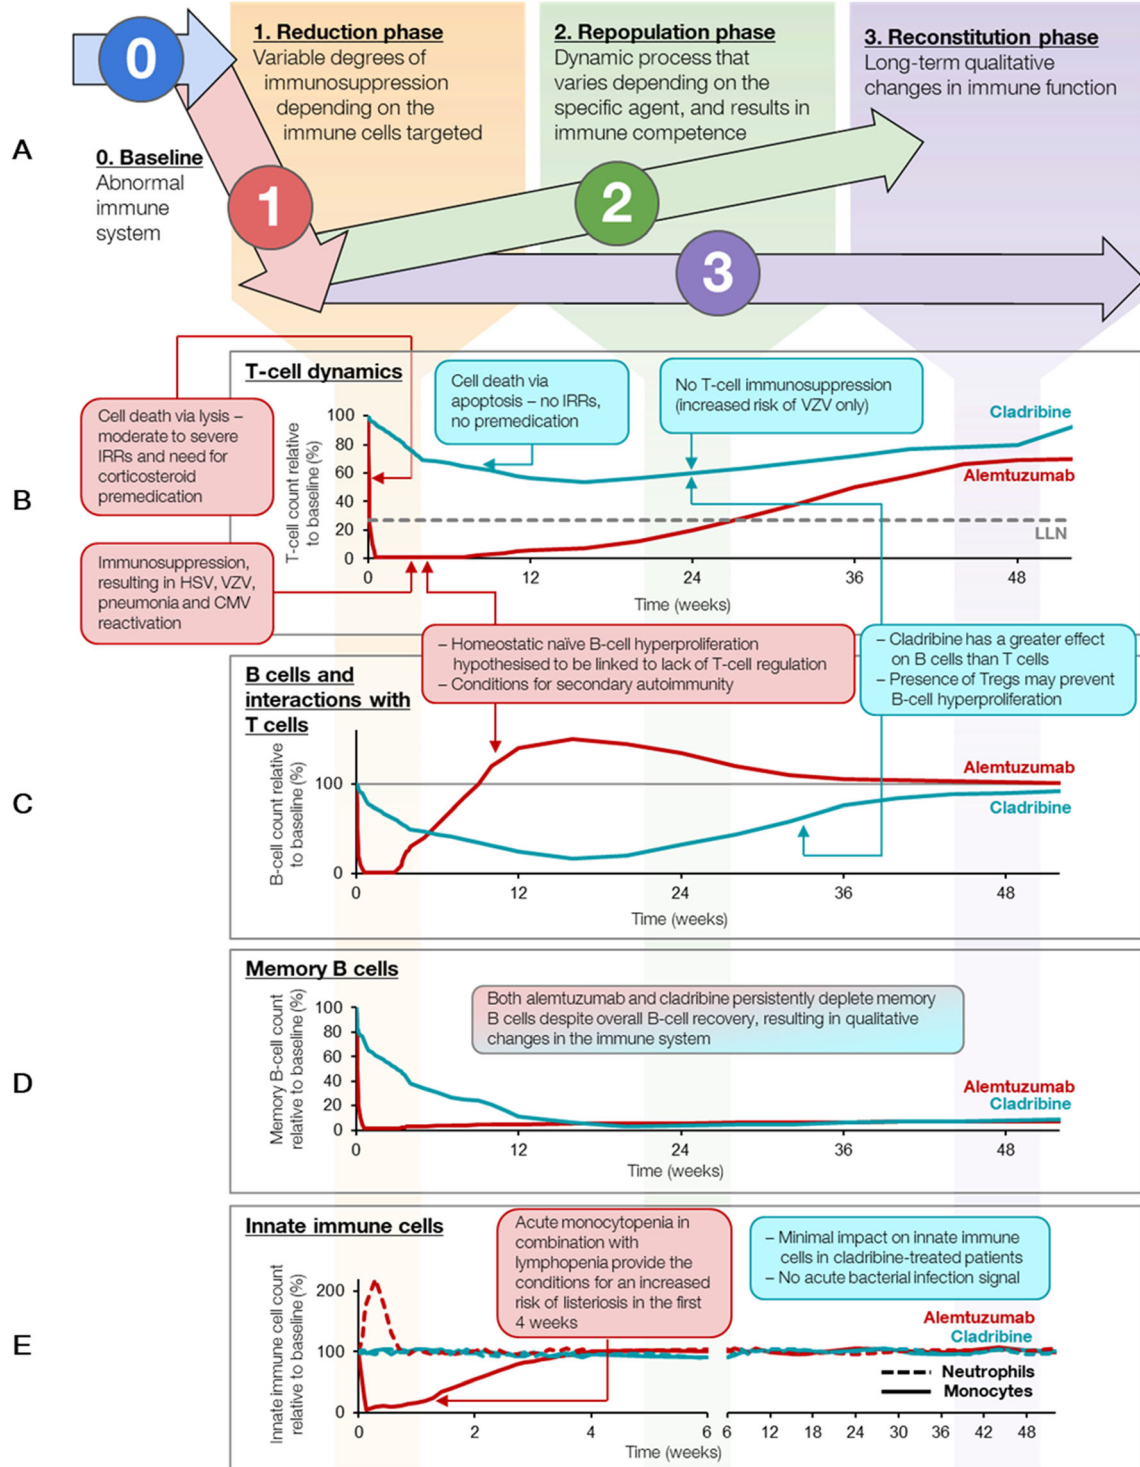 A
0
0. Baseline
Abnormal
immune
system
1. Reduction phase
Variable degrees of
immunosuppression
depending on the
immune cells targeted
1
2. Repopulation phase
Dynamic process that
varies depending on the
specific agent, and results in
immune competence
2
3. Reconstitution phase
Long-term qualitative
changes in immune function
3
B
T-cell dynamics
Cell death via lysis –
moderate to severe
IRRs and need for
corticosteroid
premedication
Immunosuppression,
resulting in HSV, VZV,
pneumonia and CMV
reactivation
Cell death via
apoptosis – no IRRs,
no premedication
No T-cell immunosuppression
(increased risk of VZV only)
Cladribine
Alemtuzumab
LLN
T-cell count relative
to baseline (%)
100
80
60
40
20
0
0 12 24 36 48
Time (weeks)
– Homeostatic naïve B-cell hyperproliferation
hypothesised to be linked to lack of T-cell regulation
– Conditions for secondary autoimmunity
– Cladribine has a greater effect
on B cells than T cells
– Presence of Tregs may prevent
B-cell hyperproliferation
C
B cells and
interactions with
T cells
B-cell count relative
to baseline (%)
100
0
Alemtuzumab
Cladribine
0 12 24 36 48
Time (weeks)
D
Memory B cells
Both alemtuzumab and cladribine persistently deplete memory
B cells despite overall B-cell recovery, resulting in qualitative
changes in the immune system
Memory B-cell count
relative to baseline (%)
100
80
60
40
20
0
Alemtuzumab
Cladribine
0 12 24 36 48
Time (weeks)
E
Innate immune cells
Acute monocytopenia in
combination with
lymphopenia provide the
conditions for an increased
risk of listeriosis in the first
4 weeks
– Minimal impact on innate immune
cells in cladribine-treated patients
– No acute bacterial infection signal
Innate immune cell count
relative to baseline (%)
200
100
0
Alemtuzumab
Cladribine
Neutrophils
Monocytes
0 2 4 6 6 12 18 24 30 36 42 48
Time (weeks)